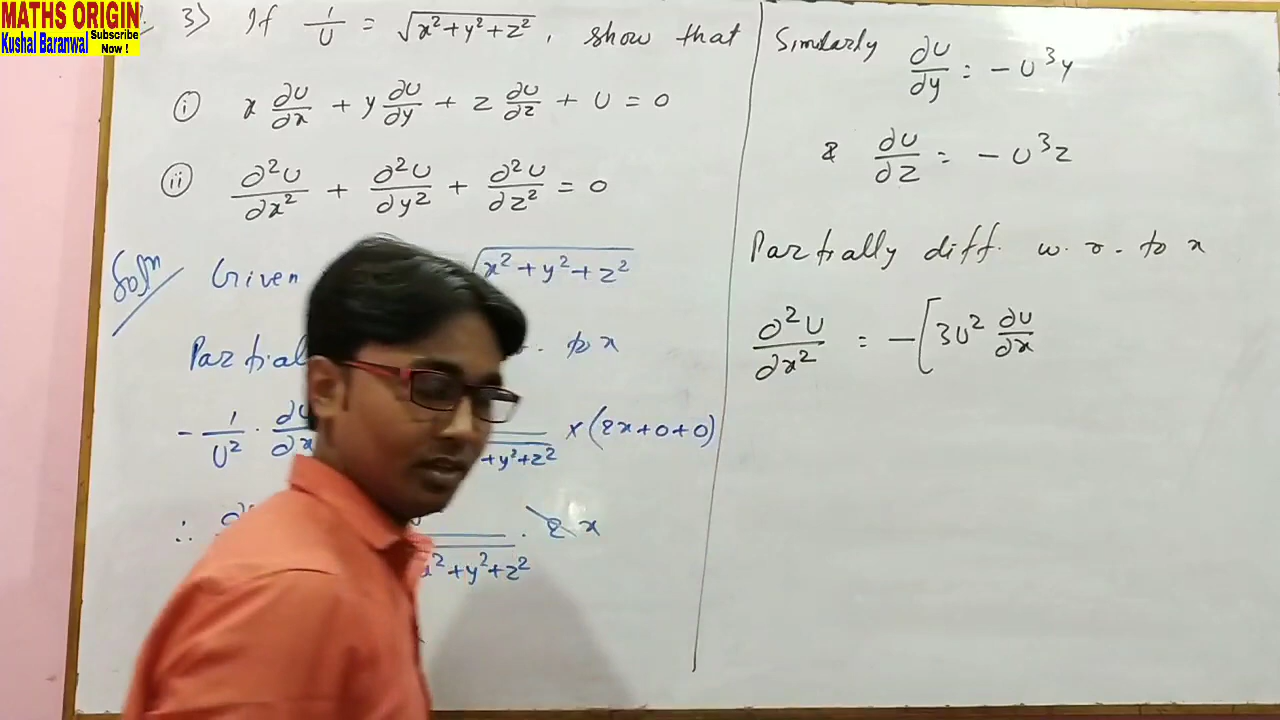 MATHS ORIGIN
Kushal Baranwal
Subscribe Now !
3) If 1/U = √(x²+y²+z²), show that
(i) x ∂U/∂x + y ∂U/∂y + z ∂U/∂z + U = 0
(ii) ∂²U/∂x² + ∂²U/∂y² + ∂²U/∂z² = 0
Solⁿ Given √(x²+y²+z²)
to x
- 1/U² · ∂U/∂x +y²+z² × (2x+0+0)
∴ x²+y²+z² · 2x
Similarly ∂U/∂y = -U³y
& ∂U/∂z = -U³z
Partially diff. w. r. to x
∂²U/∂x² = -[3U² ∂U/∂x